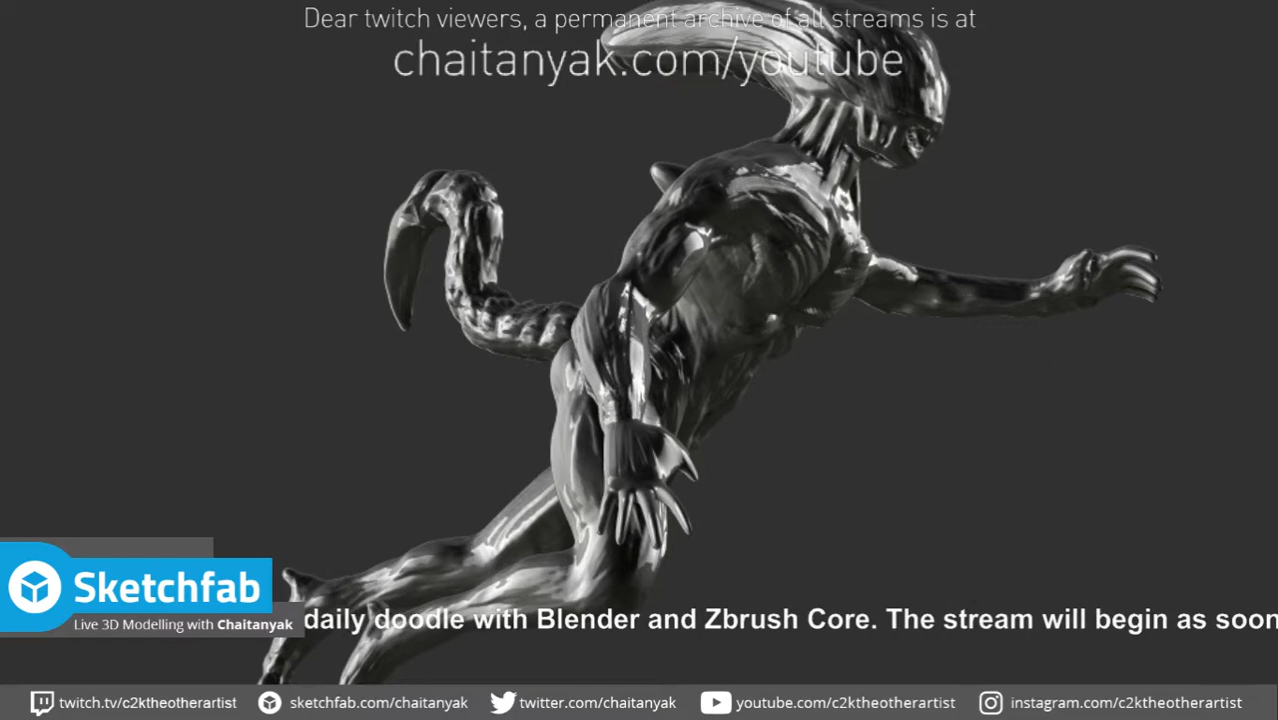 Dear twitch viewers, a permanent archive of all streams is at
chaitanyak.com/youtube
Sketchfab
Live 3D Modelling with Chaitanyak
daily doodle with Blender and Zbrush Core. The stream will begin as soon
twitch.tv/c2ktheotherartist sketchfab.com/chaitanyak twitter.com/chaitanyak youtube.com/c2ktheotherartist instagram.com/c2ktheotherartist